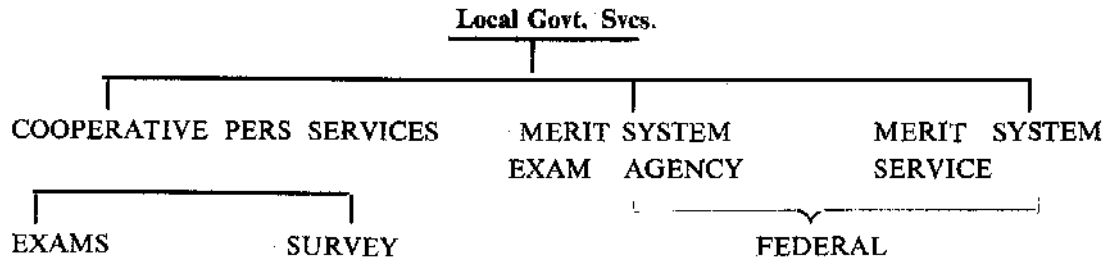 Local Govt. Svcs.
COOPERATIVE PERS SERVICES
MERIT SYSTEM
EXAM AGENCY
MERIT SYSTEM
SERVICE
EXAMS
SURVEY
FEDERAL